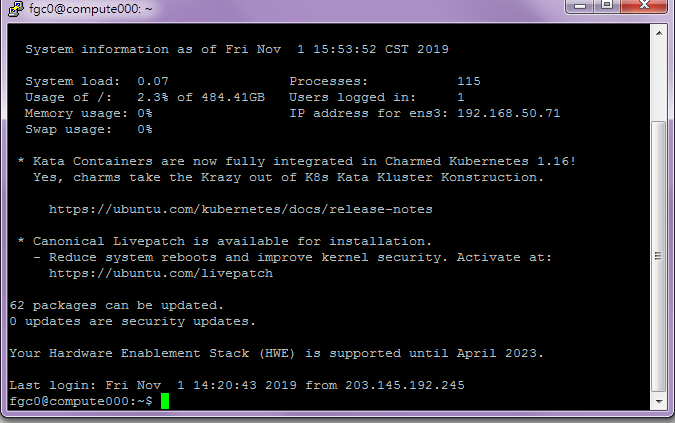 fgc0@compute000: ~
System information as of Fri Nov  1 15:53:52 CST 2019
System load:  0.07               Processes:           115
Usage of /:   2.3% of 484.41GB   Users logged in:     1
Memory usage: 0%                 IP address for ens3: 192.168.50.71
Swap usage:   0%
* Kata Containers are now fully integrated in Charmed Kubernetes 1.16!
Yes, charms take the Krazy out of K8s Kata Kluster Konstruction.
https://ubuntu.com/kubernetes/docs/release-notes
* Canonical Livepatch is available for installation.
- Reduce system reboots and improve kernel security. Activate at:
https://ubuntu.com/livepatch
62 packages can be updated.
0 updates are security updates.
Your Hardware Enablement Stack (HWE) is supported until April 2023.
Last login: Fri Nov  1 14:20:43 2019 from 203.145.192.245
fgc0@compute000:~$